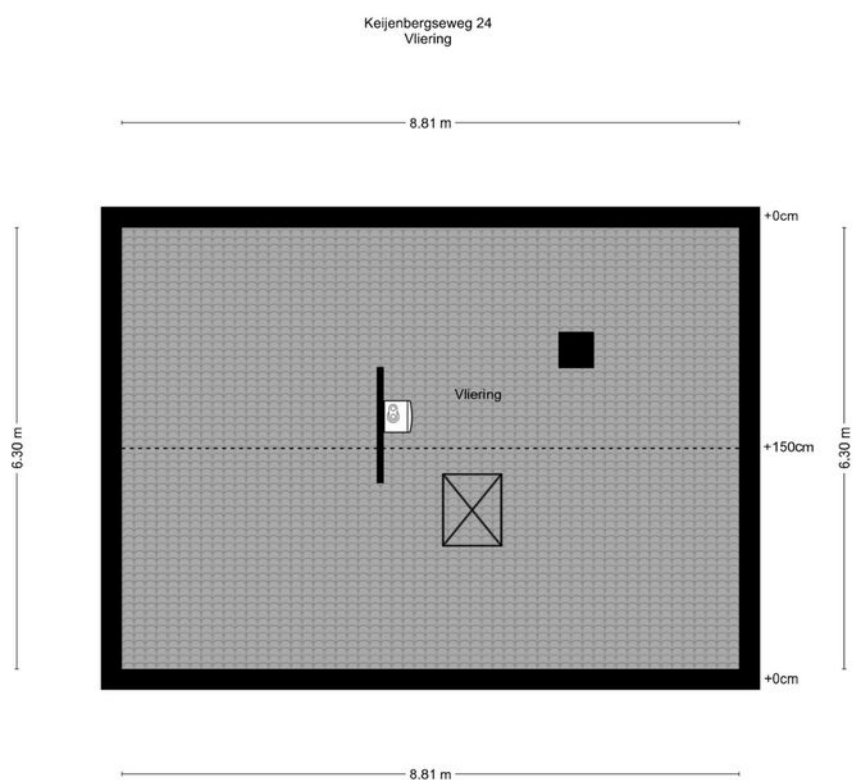 Keijenbergseweg 24
Vliering
8.81 m
+0cm
Vliering
6.30 m
+150cm
6.30 m
+0cm
8.81 m